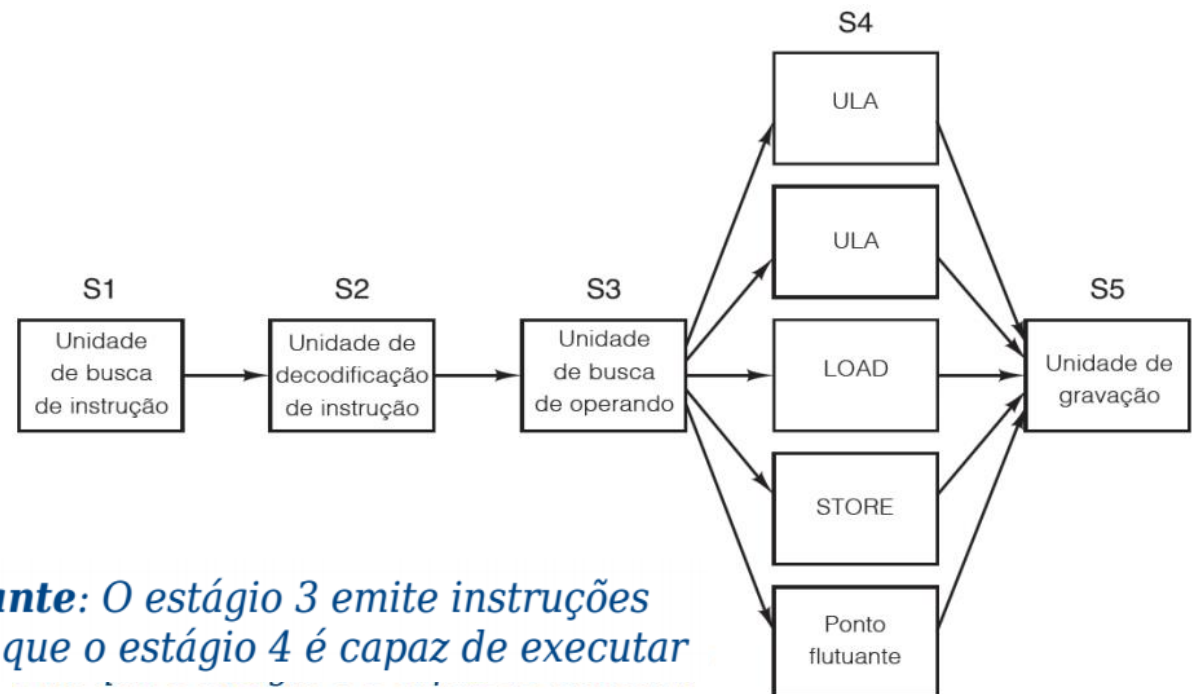 S4
ULA
ULA
S1
S2
S3
S5
Unidade
de busca
de instrução
Unidade de
decodificação
de instrução
Unidade
de busca
de operando
LOAD
Unidade de
gravação
STORE
Ponto
flutuante
ante: O estágio 3 emite instruções
que o estágio 4 é capaz de executar